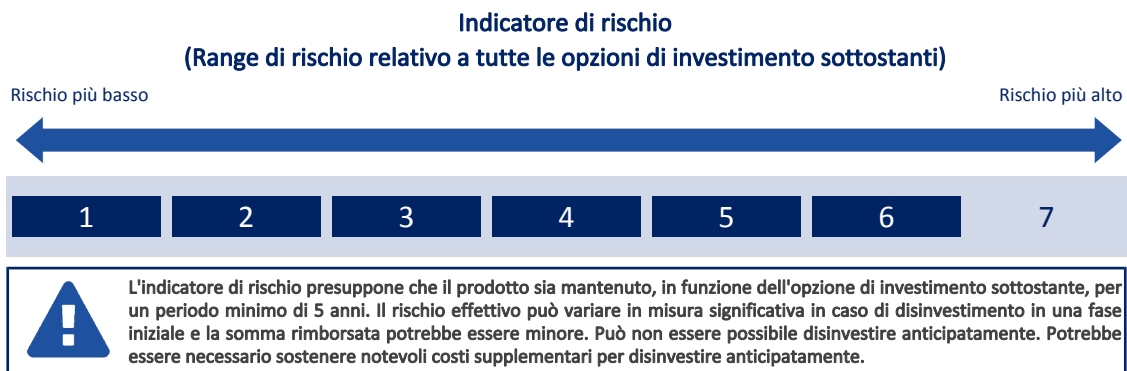 Indicatore di rischio
(Range di rischio relativo a tutte le opzioni di investimento sottostanti)
Rischio più basso Rischio più alto
1 2 3 4 5 6 7
L'indicatore di rischio presuppone che il prodotto sia mantenuto, in funzione dell'opzione di investimento sottostante, per
un periodo minimo di 5 anni. Il rischio effettivo può variare in misura significativa in caso di disinvestimento in una fase
iniziale e la somma rimborsata potrebbe essere minore. Può non essere possibile disinvestire anticipatamente. Potrebbe
essere necessario sostenere notevoli costi supplementari per disinvestire anticipatamente.